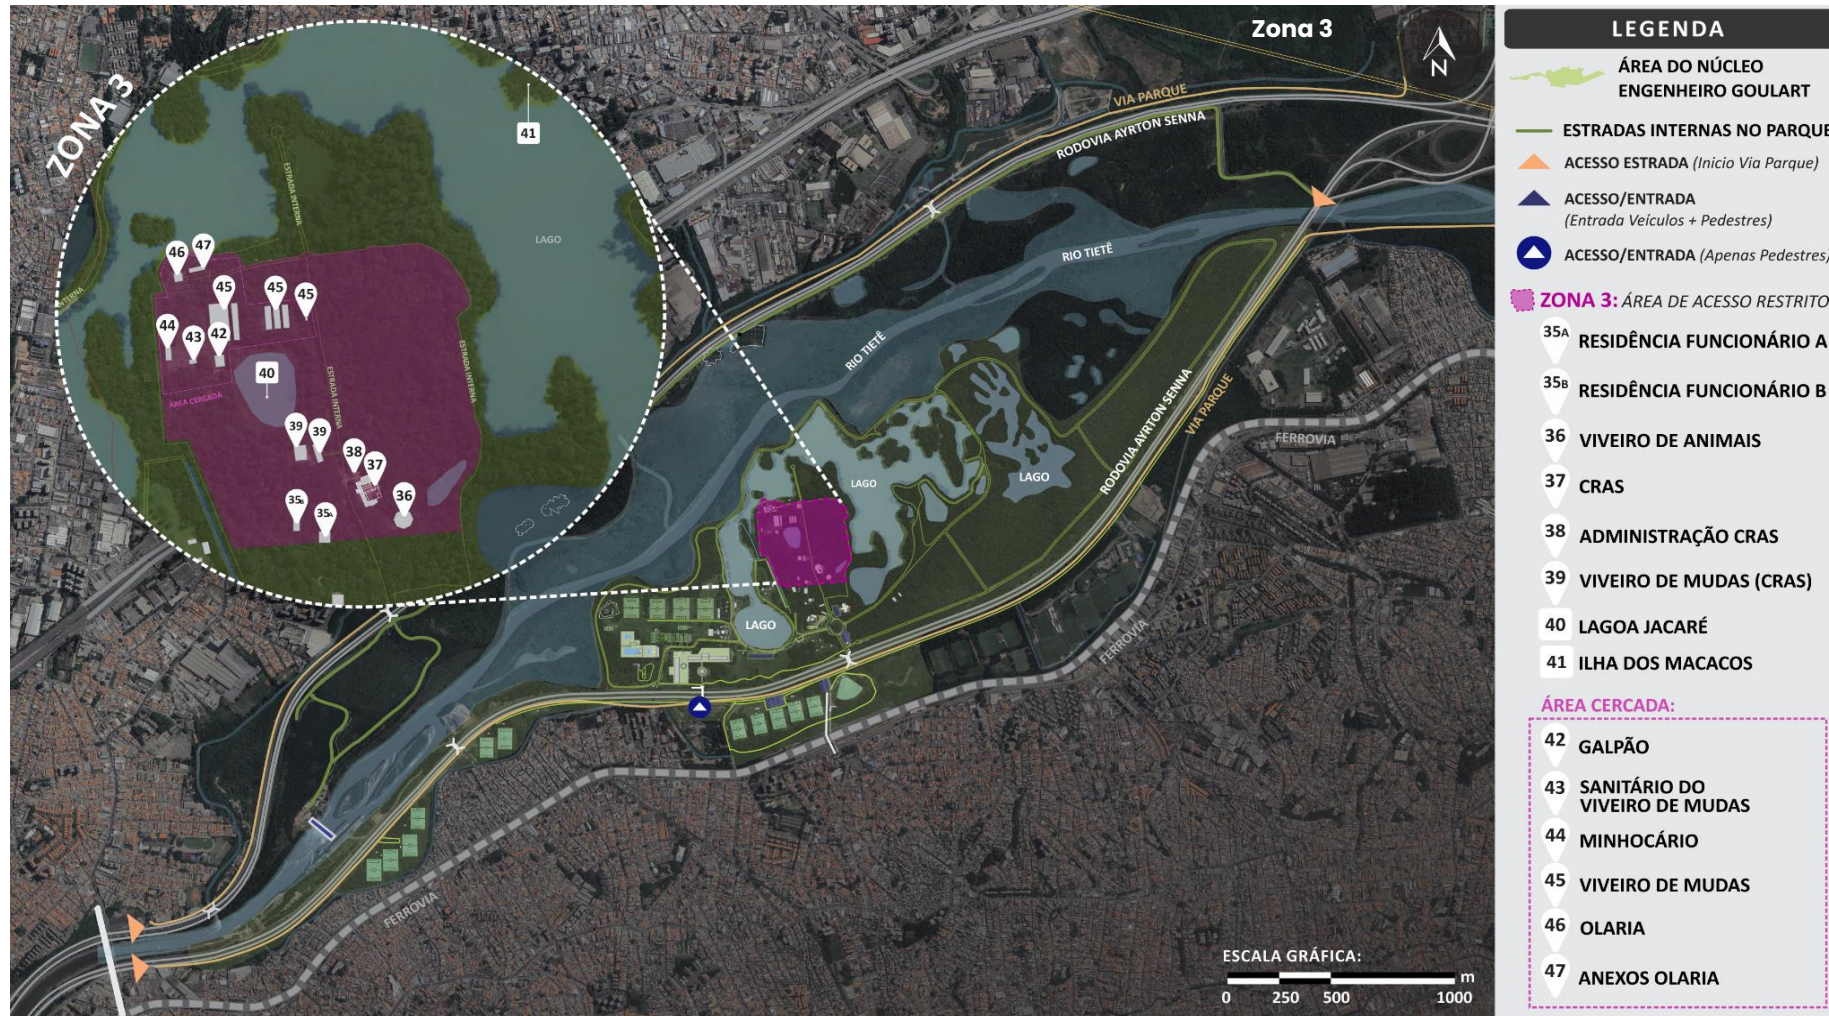 Zona 3
ZONA 3
N
41
LAGO
ESTRADA INTERNA
INTERNA
46
47
45
45
45
44
43
42
40
ÁREA CERCADA
ESTRADA INTERNA
ESTRADA INTERNA
39
39
38
37
36
35B
35A
VIA PARQUE
RODOVIA AYRTON SENNA
RIO TIETÊ
RIO TIETÊ
LAGO
LAGO
LAGO
RODOVIA AYRTON SENNA
VIA PARQUE
FERROVIA
FERROVIA
FERROVIA
ESCALA GRÁFICA:
m
0 250 500 1000
LEGENDA
ÁREA DO NÚCLEO
ENGENHEIRO GOULART
ESTRADAS INTERNAS NO PARQUE
ACESSO ESTRADA (Inicio Via Parque)
ACESSO/ENTRADA
(Entrada Veículos + Pedestres)
ACESSO/ENTRADA (Apenas Pedestres)
ZONA 3: ÁREA DE ACESSO RESTRITO
35A RESIDÊNCIA FUNCIONÁRIO A
35B RESIDÊNCIA FUNCIONÁRIO B
36 VIVEIRO DE ANIMAIS
37 CRAS
38 ADMINISTRAÇÃO CRAS
39 VIVEIRO DE MUDAS (CRAS)
40 LAGOA JACARÉ
41 ILHA DOS MACACOS
ÁREA CERCADA:
42 GALPÃO
43 SANITÁRIO DO
VIVEIRO DE MUDAS
44 MINHOCÁRIO
45 VIVEIRO DE MUDAS
46 OLARIA
47 ANEXOS OLARIA